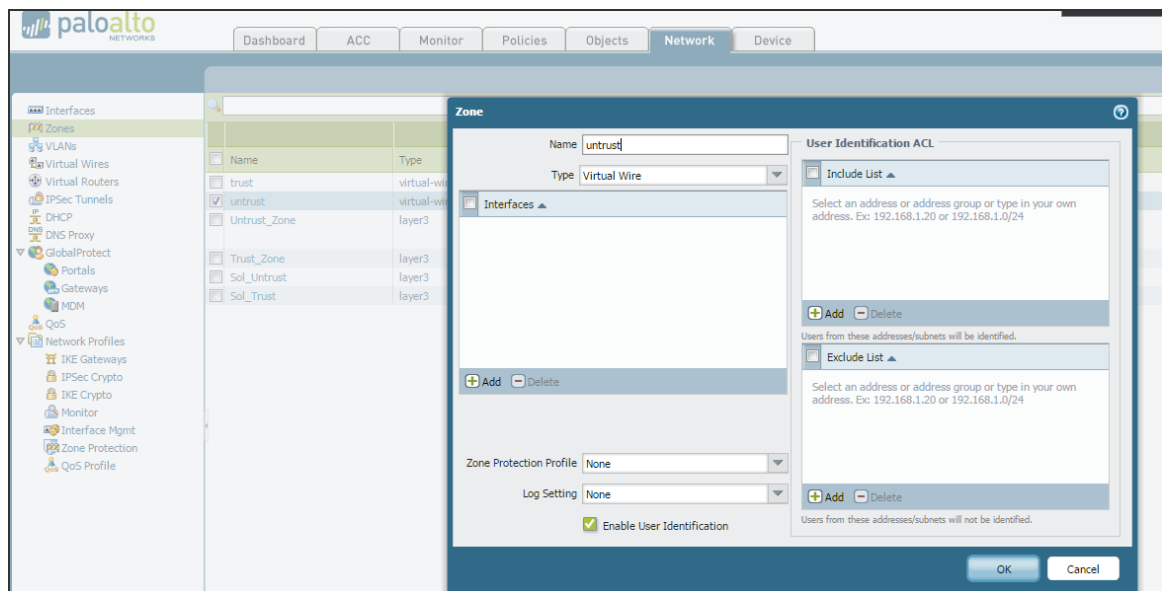 paloalto
NETWORKS
Dashboard
ACC
Monitor
Policies
Objects
Network
Device
Interfaces
Zones
VLANs
Virtual Wires
Virtual Routers
IPSec Tunnels
DHCP
DNS Proxy
GlobalProtect
Portals
Gateways
MDM
QoS
Network Profiles
IKE Gateways
IPSec Crypto
IKE Crypto
Monitor
Interface Mgmt
Zone Protection
QoS Profile
Name Type
trust virtual-wi
untrust virtual-wi
Untrust_Zone layer3
Trust_Zone layer3
Sol_Untrust layer3
Sol_Trust layer3
Zone
Name untrust
Type Virtual Wire
Interfaces
Add Delete
Zone Protection Profile None
Log Setting None
Enable User Identification
User Identification ACL
Include List
Select an address or address group or type in your own
address. Ex: 192.168.1.20 or 192.168.1.0/24
Add Delete
Users from these addresses/subnets will be identified.
Exclude List
Select an address or address group or type in your own
address. Ex: 192.168.1.20 or 192.168.1.0/24
Add Delete
Users from these addresses/subnets will not be identified.
OK Cancel